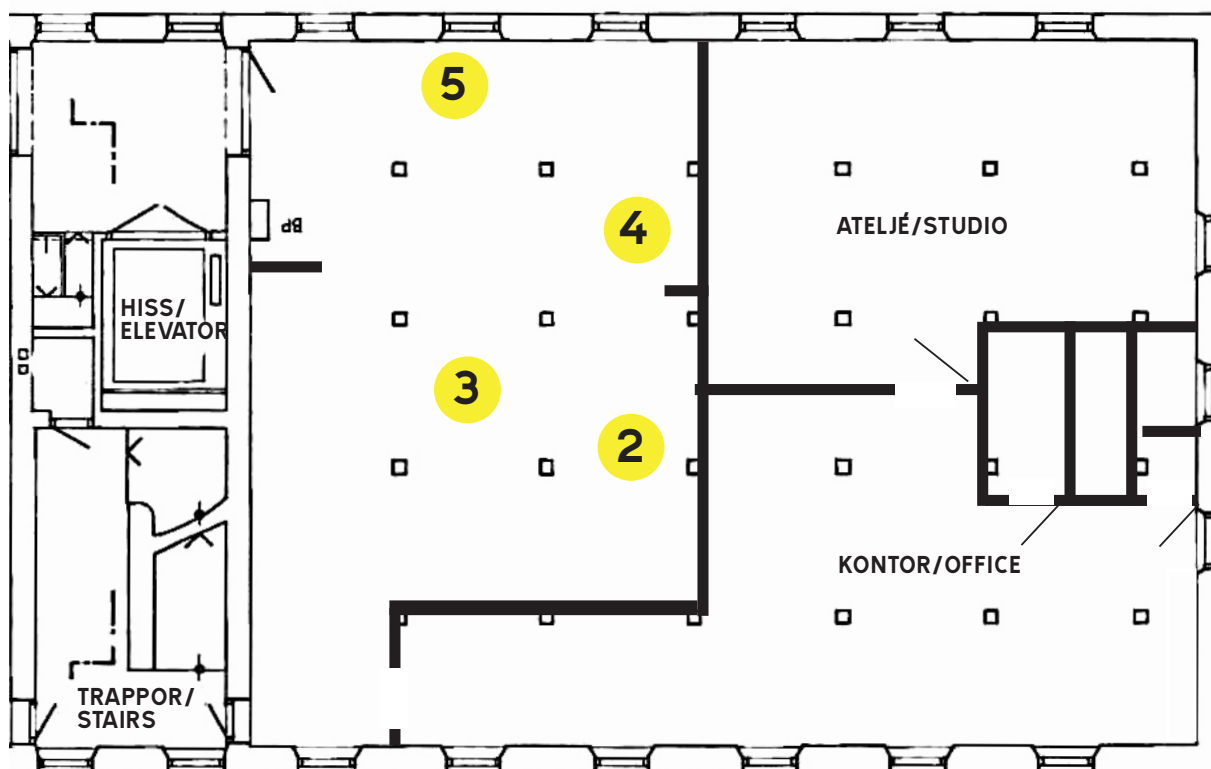 5
4
ATELJÉ/STUDIO
BP
HISS/
ELEVATOR
3
2
KONTOR/OFFICE
TRAPPOR/
STAIRS